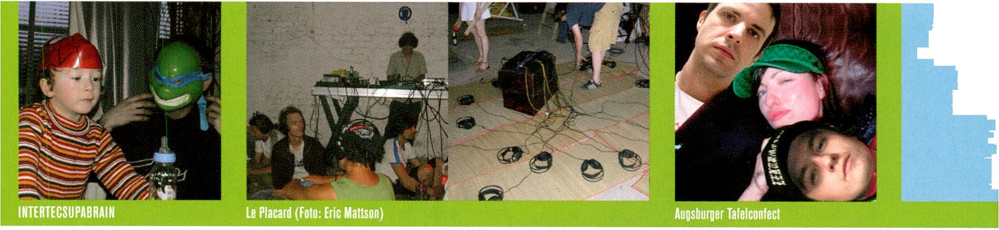 INTERTECSUPABRAIN
Le Placard (Foto: Eric Mattson)
Augsburger Tafelconfect